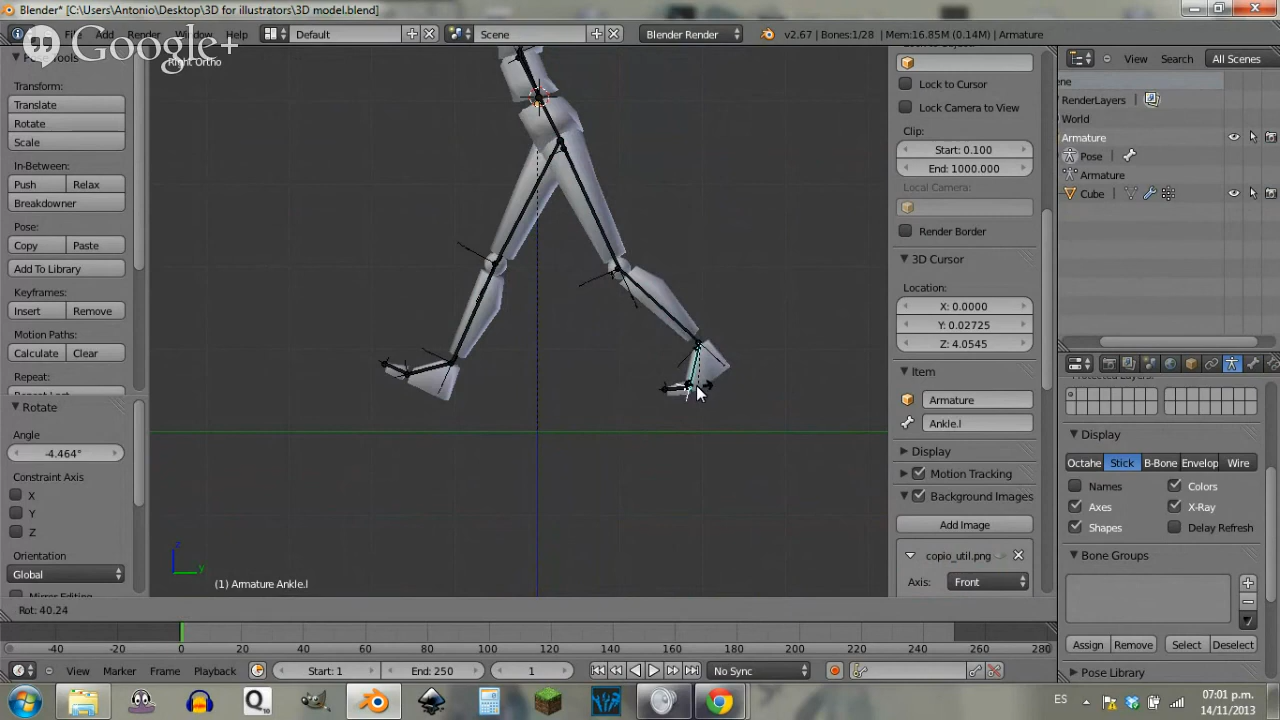 Blender* [C:\Users\Antonio\Desktop\3D for illustrators\3D model.blend]
File Add Render Window Help
Default
Scene
Blender Render
v2.67 | Bones:1/28 | Mem:16.85M (0.14M) | Armature
Google+
Pose Tools
Transform:
Translate
Rotate
Scale
In-Between:
Push Relax
Breakdowner
Pose:
Copy Paste
Add To Library
Keyframes:
Insert Remove
Motion Paths:
Calculate Clear
Repeat:
Rotate
Angle
-4.464°
Constraint Axis
X
Y
Z
Orientation
Global
Right Ortho
z
y
(1) Armature Ankle.l
Rot: 40.24
Lock to Cursor
Lock Camera to View
Clip:
Start: 0.100
End: 1000.000
Local Camera:
Render Border
3D Cursor
Location:
X: 0.0000
Y: 0.02725
Z: 4.0545
Item
Armature
Ankle.l
Display
Motion Tracking
Background Images
Add Image
copio_util.png
Axis: Front
View Search All Scenes
ene
RenderLayers
World
Armature
Pose
Armature
Cube
Display
Octahe Stick B-Bone Envelop Wire
Names Colors
Axes X-Ray
Shapes Delay Refresh
Bone Groups
Assign Remove Select Deselect
Pose Library
-40 -20 0 20 40 60 80 100 120 140 160 180 200 220 240 260 280
View Marker Frame Playback Start: 1 End: 250 1 No Sync
ES
07:01 p.m.
14/11/2013